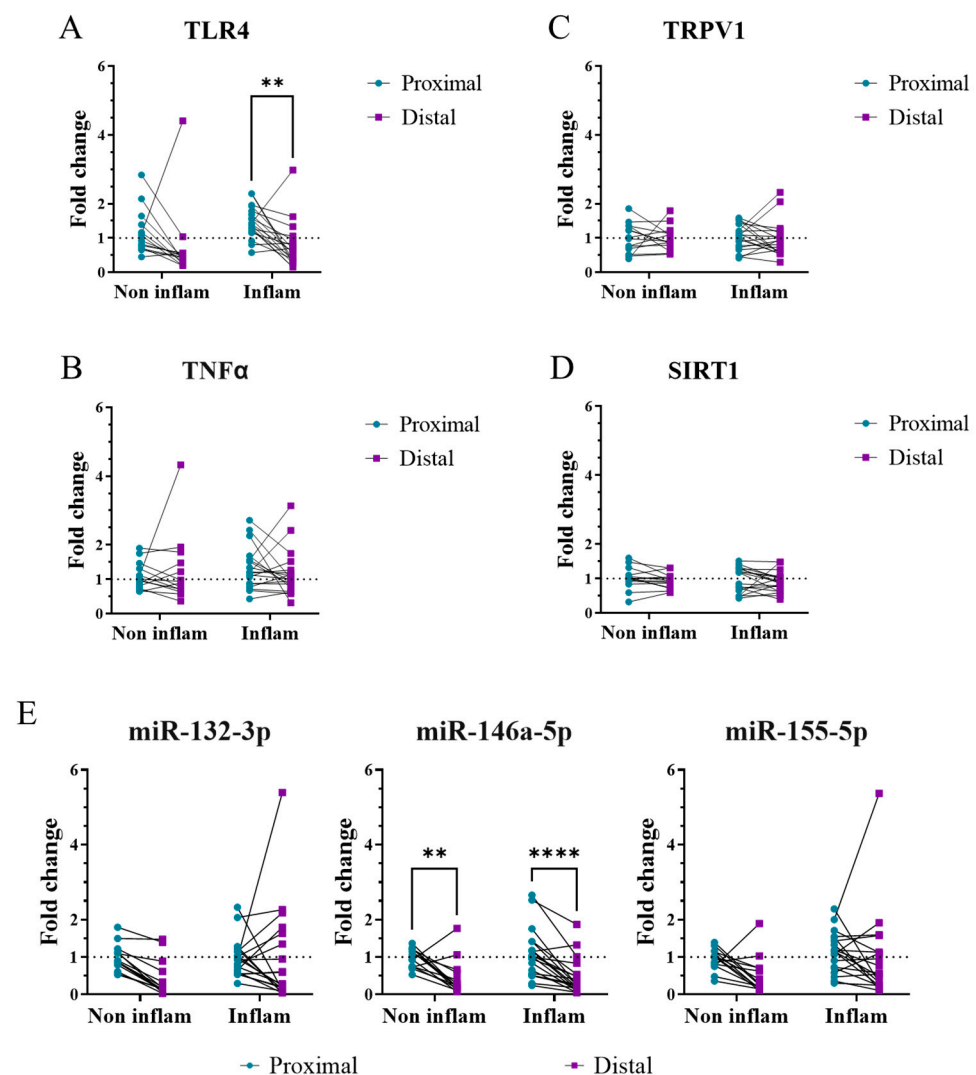 A
TLR4
Fold change
6
4
2
1
0
**
Non inflam
Inflam
Proximal
Distal
C
TRPV1
Fold change
6
4
2
1
0
Non inflam
Inflam
Proximal
Distal
B
TNFα
Fold change
6
4
2
1
0
Non inflam
Inflam
Proximal
Distal
D
SIRT1
Fold change
6
4
2
1
0
Non inflam
Inflam
Proximal
Distal
E
miR-132-3p
Fold change
6
4
2
1
0
Non inflam
Inflam
miR-146a-5p
Fold change
6
4
2
1
0
**
****
Non inflam
Inflam
miR-155-5p
Fold change
6
4
2
1
0
Non inflam
Inflam
Proximal
Distal